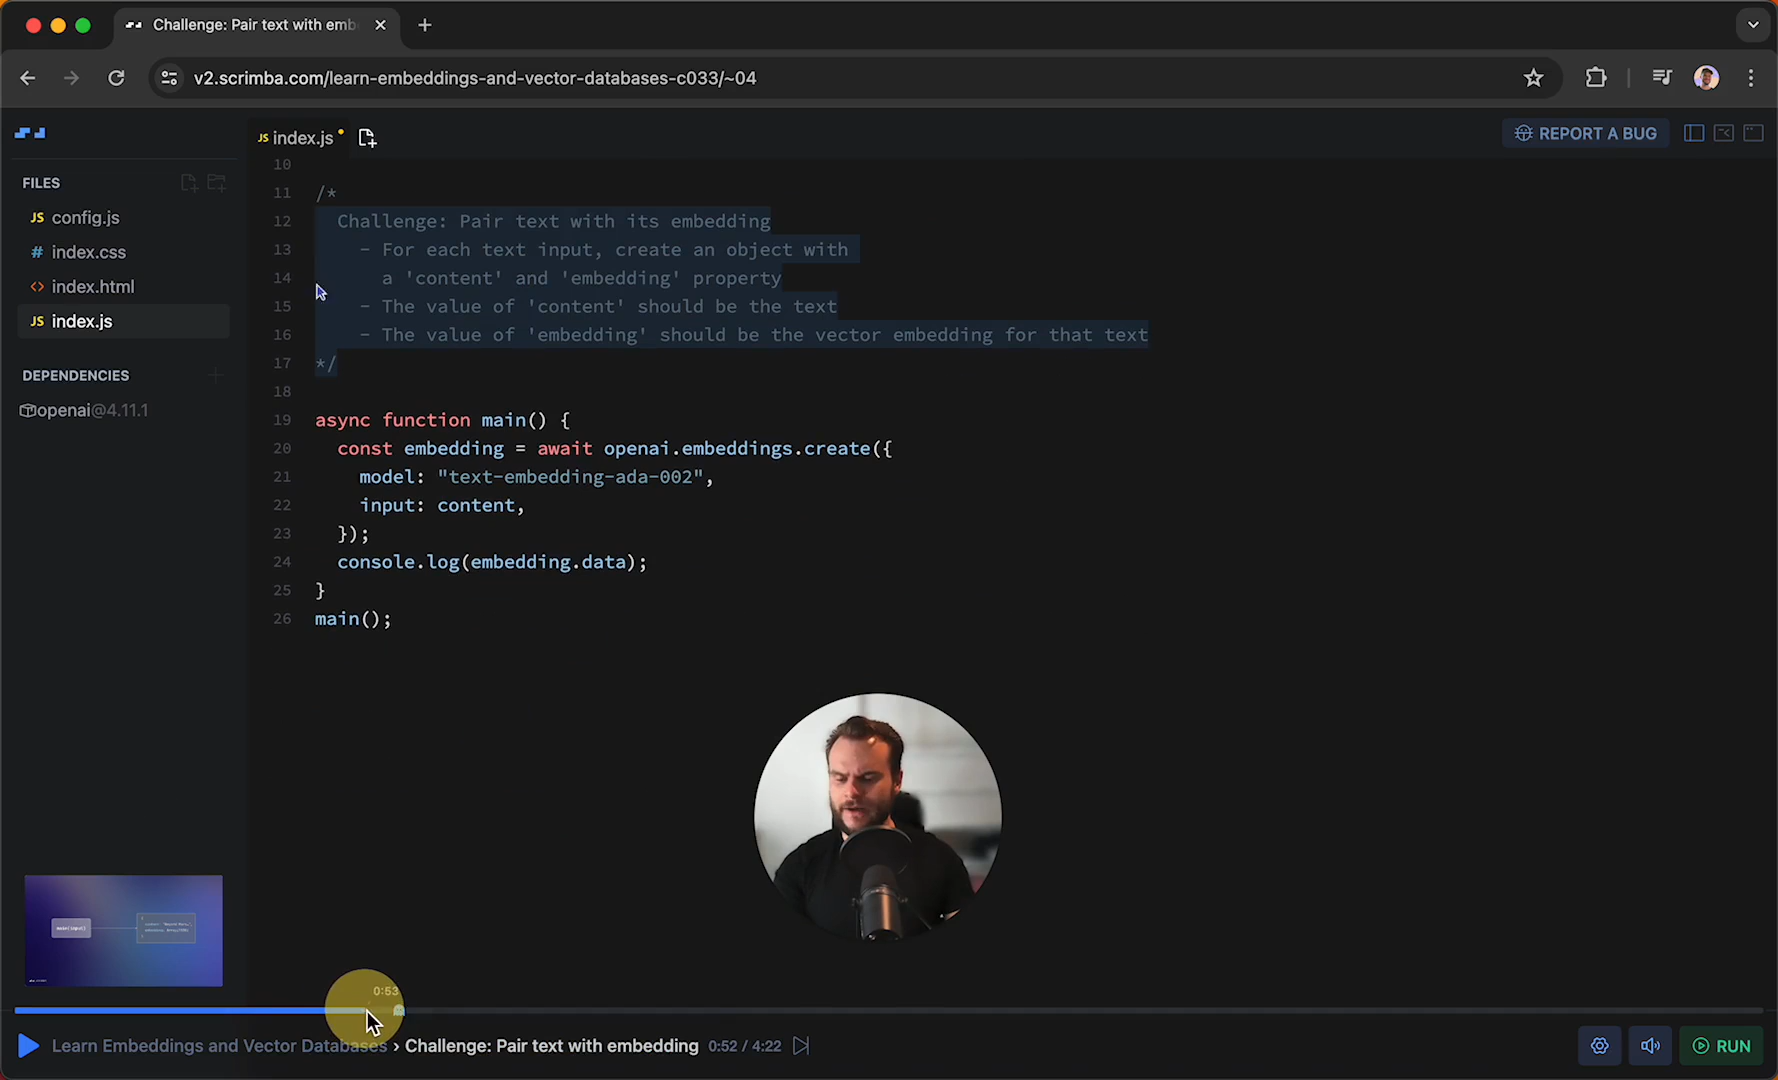 Challenge: Pair text with emb
v2.scrimba.com/learn-embeddings-and-vector-databases-c033/~04
JS index.js
REPORT A BUG
FILES
JS config.js
# index.css
<> index.html
JS index.js
DEPENDENCIES
openai@4.11.1
10
11 /*
12 Challenge: Pair text with its embedding
13 - For each text input, create an object with
14 a 'content' and 'embedding' property
15 - The value of 'content' should be the text
16 - The value of 'embedding' should be the vector embedding for that text
17 */
18
19 async function main() {
20 const embedding = await openai.embeddings.create({
21 model: "text-embedding-ada-002",
22 input: content,
23 });
24 console.log(embedding.data);
25 }
26 main();
main(input)
0:53
Learn Embeddings and Vector Databases › Challenge: Pair text with embedding 0:52 / 4:22
RUN